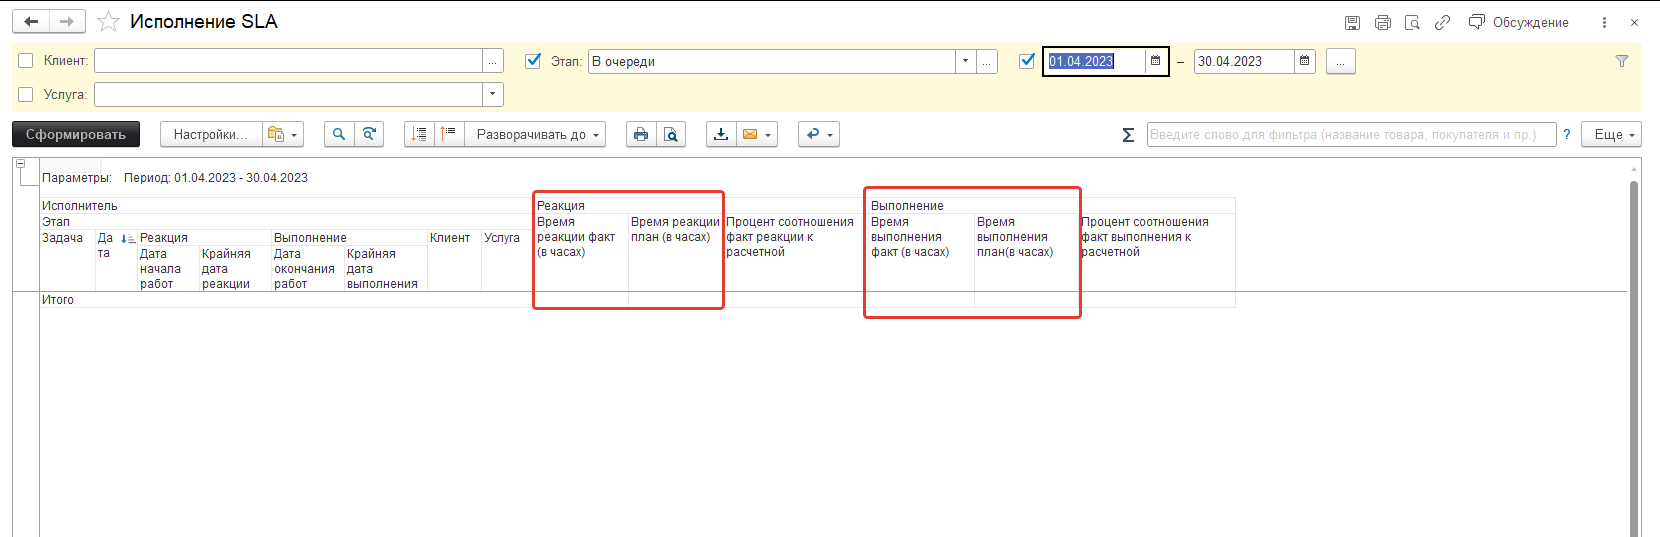 Исполнение SLA
Обсуждение
Клиент:
...
Этап:
В очереди
...
01.04.2023
–
30.04.2023
...
Услуга:
Сформировать
Настройки...
Разворачивать до
Σ
Введите слово для фильтра (название товара, покупателя и пр.)
?
Еще
Параметры: Период: 01.04.2023 - 30.04.2023
Исполнитель
Этап
Задача
Да
та
Реакция
Дата
начала
работ
Крайняя
дата
реакции
Выполнение
Дата
окончания
работ
Крайняя
дата
выполнения
Клиент
Услуга
Реакция
Время
реакции факт
(в часах)
Время реакции
план (в часах)
Процент соотношения
факт реакции к
расчетной
Выполнение
Время
выполнения
факт (в часах)
Время
выполнения
план(в часах)
Процент соотношения
факт выполнения к
расчетной
Итого